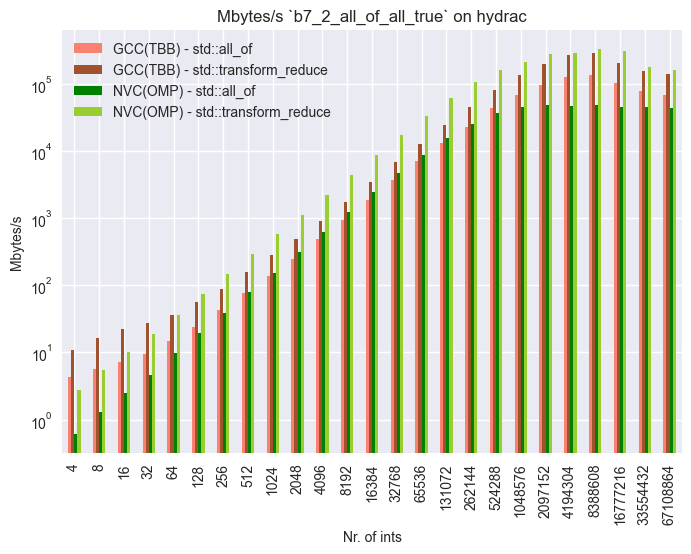 Mbytes/s `b7_2_all_of_all_true` on hydrac
GCC(TBB) - std::all_of
GCC(TBB) - std::transform_reduce
NVC(OMP) - std::all_of
NVC(OMP) - std::transform_reduce
Mbytes/s
10^5
10^4
10^3
10^2
10^1
10^0
4 8 16 32 64 128 256 512 1024 2048 4096 8192 16384 32768 65536 131072 262144 524288 1048576 2097152 4194304 8388608 16777216 33554432 67108864
Nr. of ints